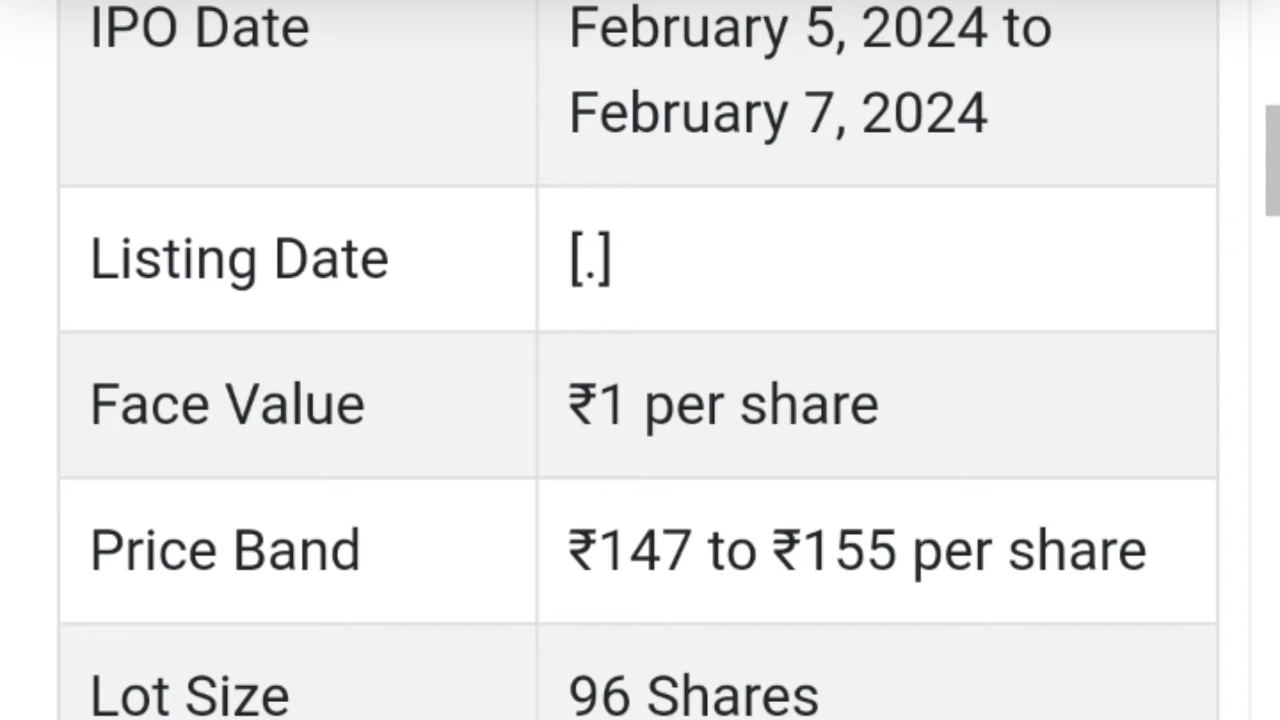 IPO Date
February 5, 2024 to
February 7, 2024
Listing Date
[.]
Face Value
₹1 per share
Price Band
₹147 to ₹155 per share
Lot Size
96 Shares